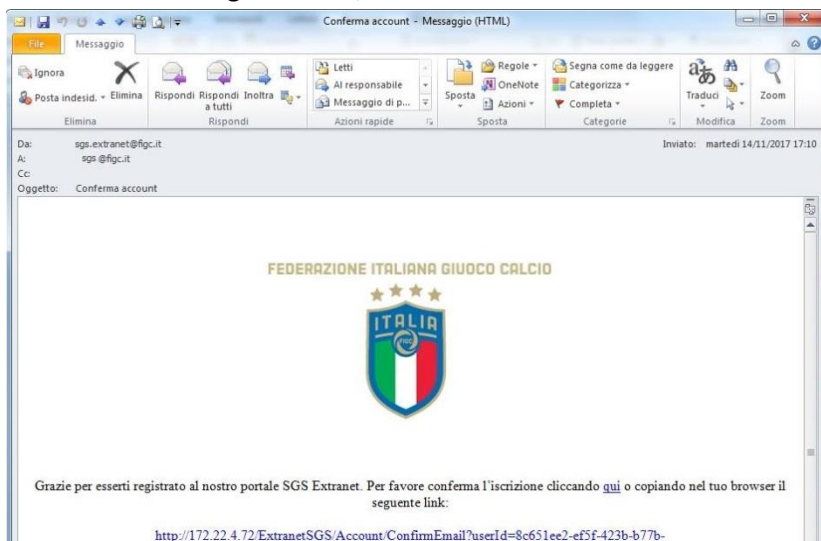 Conferma account - Messaggio (HTML)
File Messaggio
Ignora
Posta indesid.
Elimina
Elimina
Rispondi
Rispondi a tutti
Inoltra
Rispondi
Letti
Al responsabile
Messaggio di p...
Azioni rapide
Sposta
Regole
OneNote
Azioni
Sposta
Segna come da leggere
Categorizza
Completa
Categorie
Traduci
Modifica
Zoom
Zoom
Da: sgs.extranet@figc.it Inviato: martedì 14/11/2017 17:10
A: sgs @figc.it
Cc:
Oggetto: Conferma account
FEDERAZIONE ITALIANA GIUOCO CALCIO
ITALIA
FIGC
Grazie per esserti registrato al nostro portale SGS Extranet. Per favore conferma l'iscrizione cliccando qui o copiando nel tuo browser il
seguente link:
http://172.22.4.72/ExtranetSGS/Account/ConfirmEmail?userId=8c651ee2-ef5f-423b-b77b-